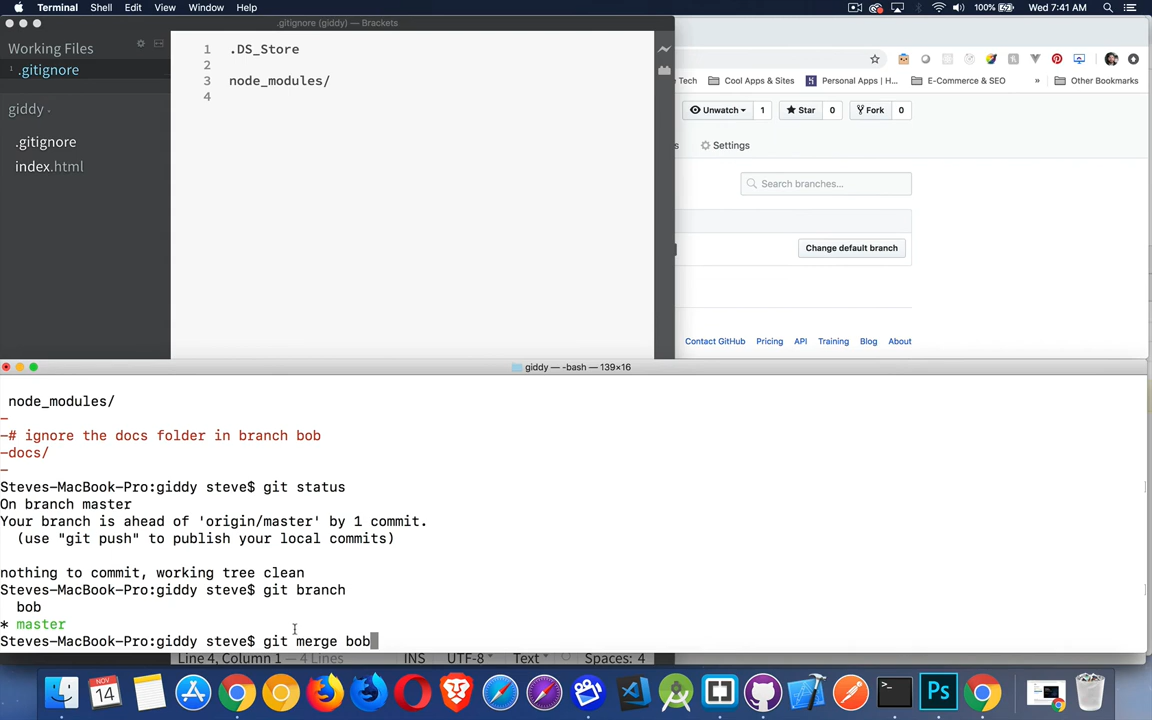 Terminal Shell Edit View Window Help 100% Wed 7:41 AM
.gitignore (giddy) — Brackets
Working Files
.gitignore
giddy
.gitignore
index.html
1 .DS_Store
2
3 node_modules/
4
Tech Cool Apps & Sites Personal Apps | H... E-Commerce & SEO » Other Bookmarks
Unwatch 1 Star 0 Fork 0
s Settings
Search branches...
Change default branch
Contact GitHub Pricing API Training Blog About
giddy — -bash — 139×16
node_modules/
-
-# ignore the docs folder in branch bob
-docs/
-
Steves-MacBook-Pro:giddy steve$ git status
On branch master
Your branch is ahead of 'origin/master' by 1 commit.
(use "git push" to publish your local commits)
nothing to commit, working tree clean
Steves-MacBook-Pro:giddy steve$ git branch
bob
* master
Steves-MacBook-Pro:giddy steve$ git merge bob
Line 4, Column 1 — 4 Lines INS UTF-8 Text Spaces: 4
NOV
14
Ps